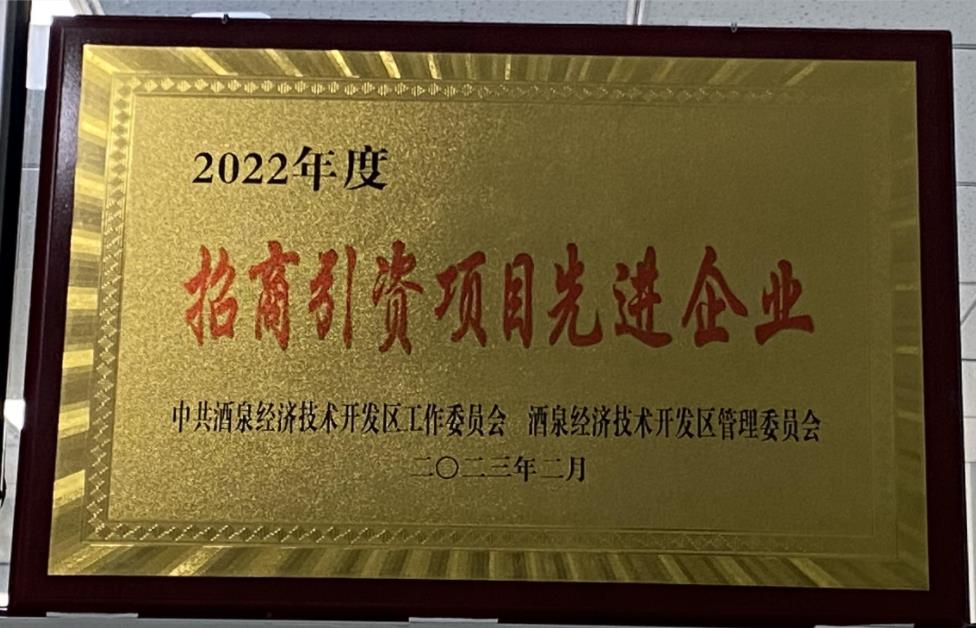 2022年度
招商引资项目先进企业
中共酒泉经济技术开发区工作委员会 酒泉经济技术开发区管理委员会
二〇二三年二月